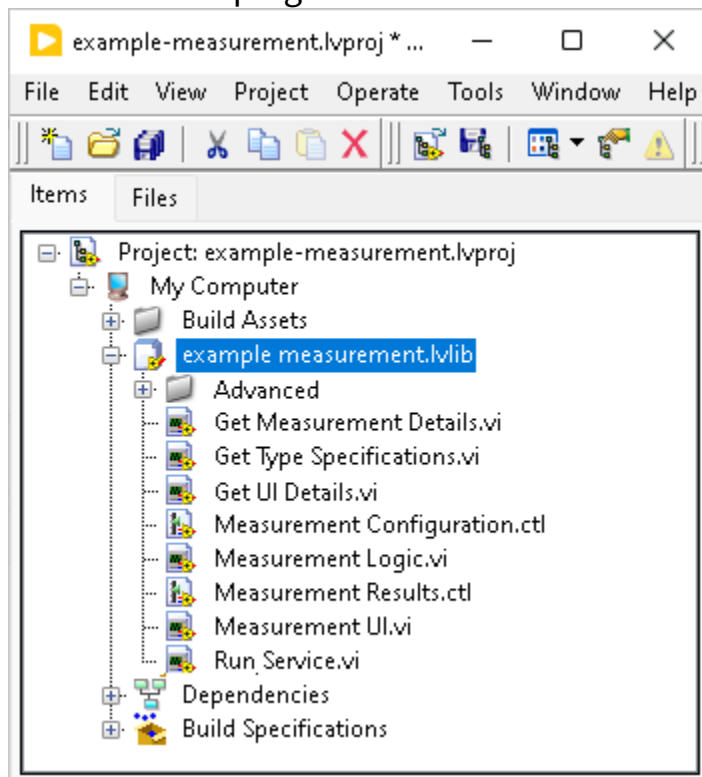 example-measurement.lvproj * ...
File Edit View Project Operate Tools Window Help
Items Files
Project: example-measurement.lvproj
My Computer
Build Assets
example measurement.lvlib
Advanced
Get Measurement Details.vi
Get Type Specifications.vi
Get UI Details.vi
Measurement Configuration.ctl
Measurement Logic.vi
Measurement Results.ctl
Measurement UI.vi
Run Service.vi
Dependencies
Build Specifications